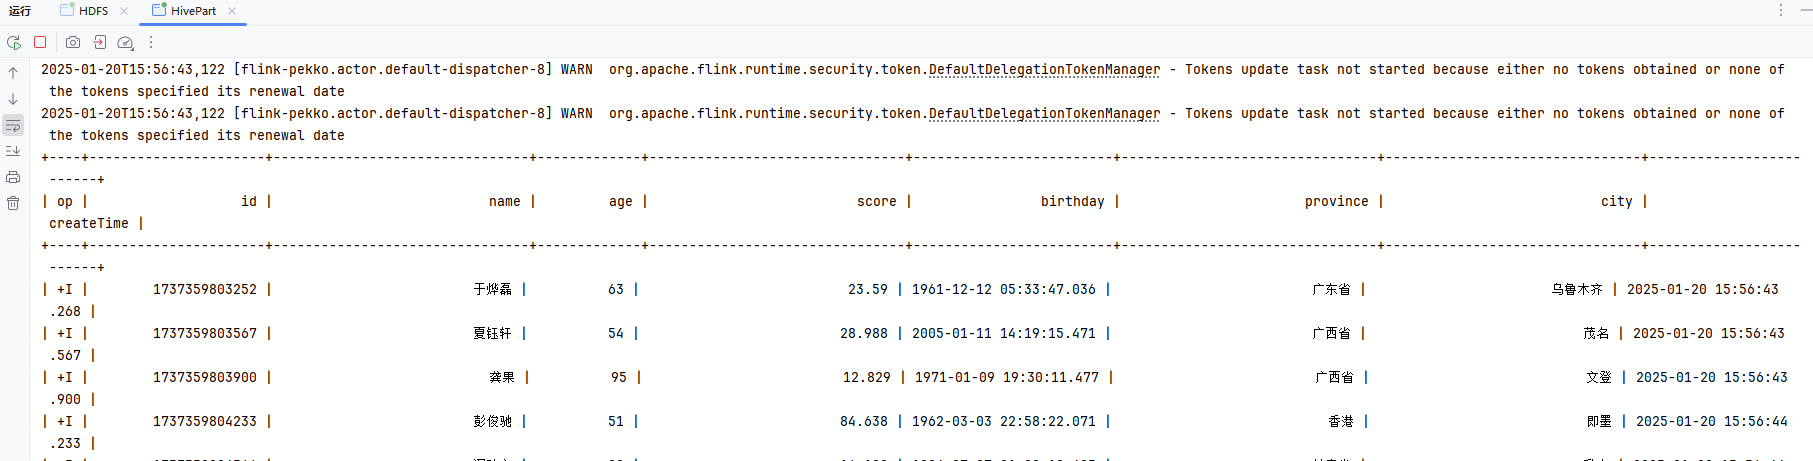 运行 HDFS HivePart
2025-01-20T15:56:43,122 [flink-pekko.actor.default-dispatcher-8] WARN  org.apache.flink.runtime.security.token.DefaultDelegationTokenManager - Tokens update task not started because either no tokens obtained or none of
the tokens specified its renewal date
2025-01-20T15:56:43,122 [flink-pekko.actor.default-dispatcher-8] WARN  org.apache.flink.runtime.security.token.DefaultDelegationTokenManager - Tokens update task not started because either no tokens obtained or none of
the tokens specified its renewal date
+----+----------------------+--------------------------------+-------------+--------------------------------+-------------------------+--------------------------------+--------------------------------+-------------------
------+
| op | id | name | age | score | birthday | province | city |
createTime |
+----+----------------------+--------------------------------+-------------+--------------------------------+-------------------------+--------------------------------+--------------------------------+-------------------
------+
| +I | 1737359803252 | 于烨磊 | 63 | 23.59 | 1961-12-12 05:33:47.036 | 广东省 | 乌鲁木齐 | 2025-01-20 15:56:43
.268 |
| +I | 1737359803567 | 夏钰轩 | 54 | 28.988 | 2005-01-11 14:19:15.471 | 广西省 | 茂名 | 2025-01-20 15:56:43
.567 |
| +I | 1737359803900 | 龚果 | 95 | 12.829 | 1971-01-09 19:30:11.477 | 广西省 | 文登 | 2025-01-20 15:56:43
.900 |
| +I | 1737359804233 | 彭俊驰 | 51 | 84.638 | 1962-03-03 22:58:22.071 | 香港 | 即墨 | 2025-01-20 15:56:44
.233 |